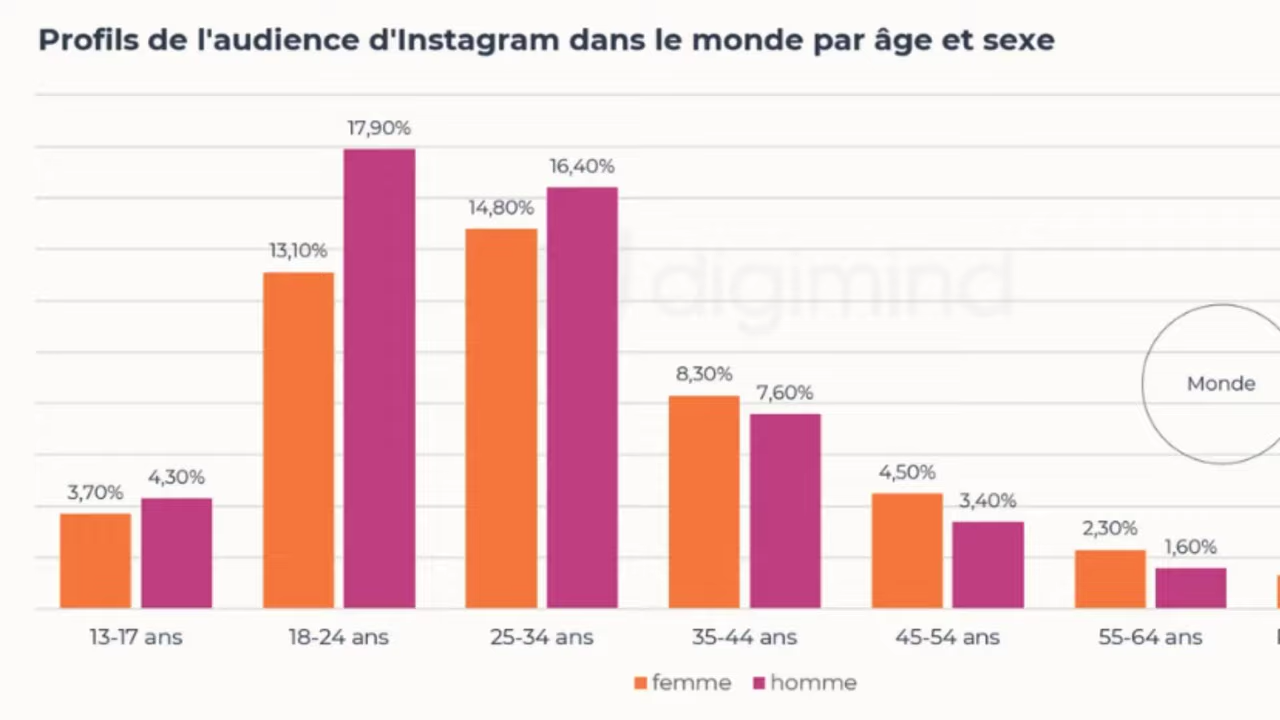 Profils de l'audience d'Instagram dans le monde par âge et sexe
17,90%
16,40%
14,80%
13,10%
digimind
8,30%
7,60%
Monde
4,50%
4,30%
3,70%
3,40%
2,30%
1,60%
13-17 ans 18-24 ans 25-34 ans 35-44 ans 45-54 ans 55-64 ans
femme homme